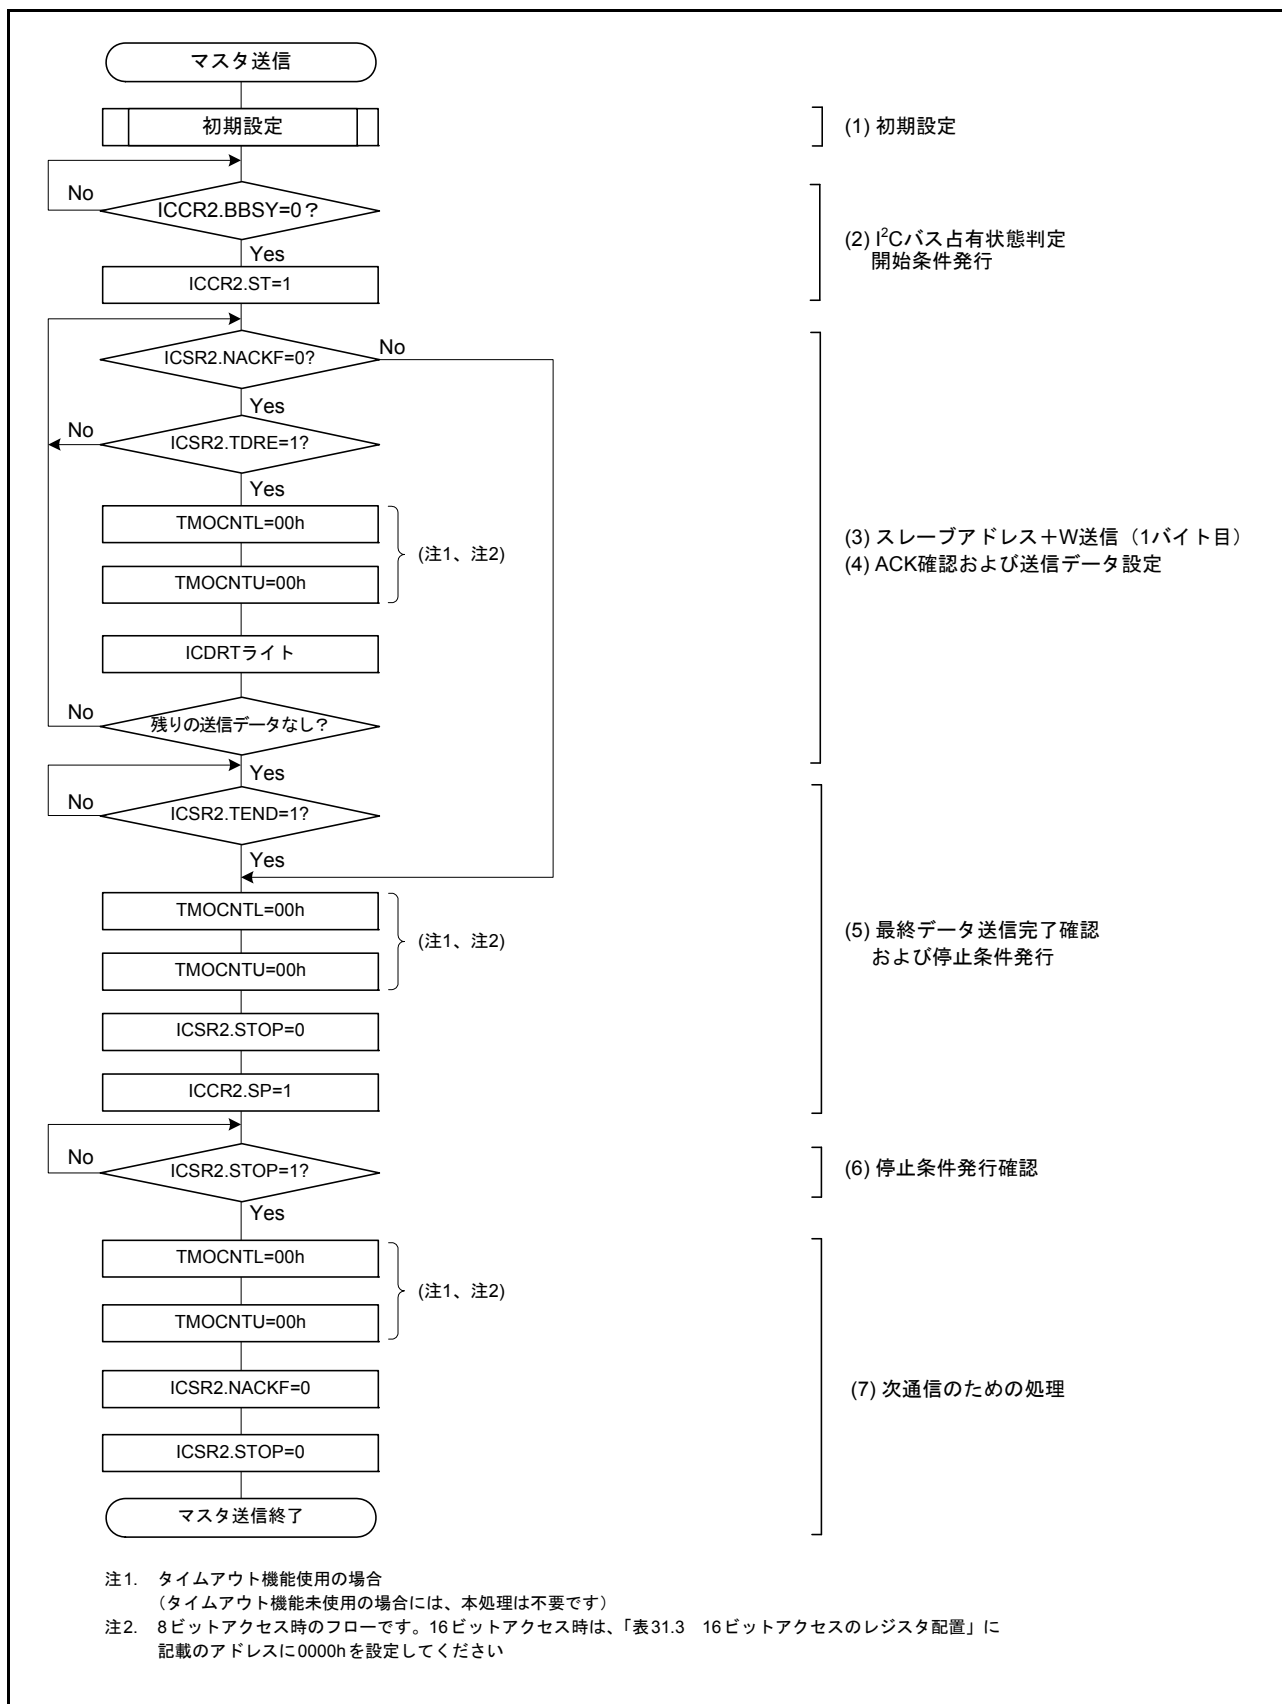 マスタ送信
初期設定
(1) 初期設定
No
ICCR2.BBSY=0？
Yes
ICCR2.ST=1
(2) I²Cバス占有状態判定
開始条件発行
ICSR2.NACKF=0?
No
Yes
No
ICSR2.TDRE=1?
Yes
TMOCNTL=00h
TMOCNTU=00h
(注1、注2)
ICDRTライト
No
残りの送信データなし？
Yes
(3) スレーブアドレス＋W送信（1バイト目）
(4) ACK確認および送信データ設定
No
ICSR2.TEND=1?
Yes
TMOCNTL=00h
TMOCNTU=00h
(注1、注2)
ICSR2.STOP=0
ICCR2.SP=1
(5) 最終データ送信完了確認
および停止条件発行
No
ICSR2.STOP=1?
Yes
(6) 停止条件発行確認
TMOCNTL=00h
TMOCNTU=00h
(注1、注2)
ICSR2.NACKF=0
ICSR2.STOP=0
マスタ送信終了
(7) 次通信のための処理
注1. タイムアウト機能使用の場合
（タイムアウト機能未使用の場合には、本処理は不要です）
注2. 8ビットアクセス時のフローです。16ビットアクセス時は、「表31.3 16ビットアクセスのレジスタ配置」に
記載のアドレスに0000hを設定してください